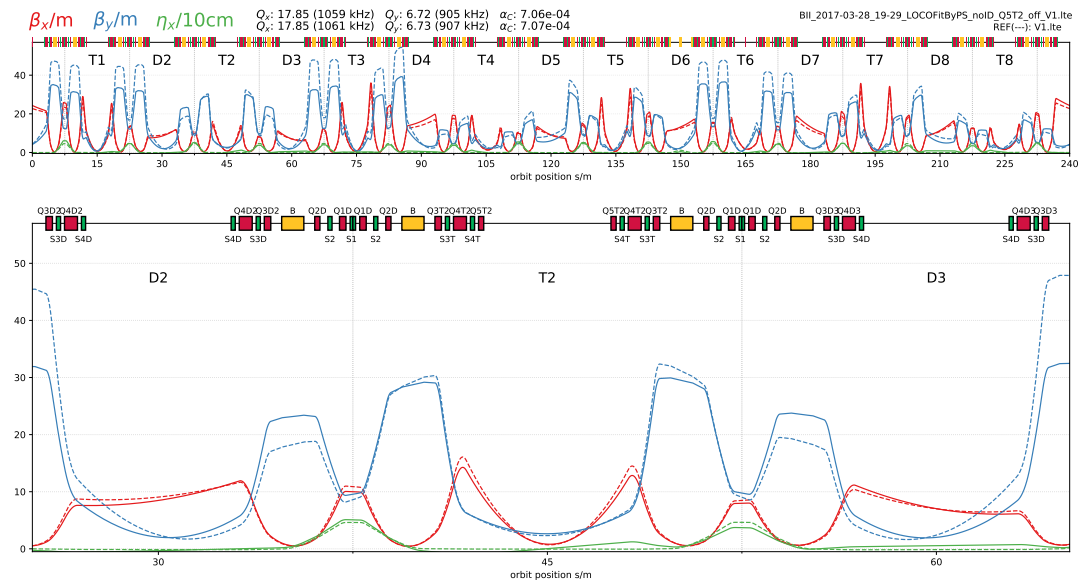 βx/m βy/m ηx/10cm
Qx: 17.85 (1059 kHz) Qy: 6.72 (905 kHz) αC: 7.06e-04
Qx: 17.85 (1061 kHz) Qy: 6.73 (907 kHz) αC: 7.07e-04
BII_2017-03-28_19-29_LOCOFitByPS_noID_Q5T2_off_V1.lte
REF(---): V1.lte
T1 D2 T2 D3 T3 D4 T4 D5 T5 D6 T6 D7 T7 D8 T8
40
20
0
0 15 30 45 60 75 90 105 120 135 150 165 180 195 210 225 240
orbit position s/m
Q3D2 Q4D2 Q4D2 Q3D2 B Q2D Q1D Q1D Q2D B Q3T2 Q4T2 Q5T2 Q5T2 Q4T2 Q3T2 B Q2D Q1D Q1D Q2D B Q3D3 Q4D3 Q4D3 Q3D3
S3D S4D S4D S3D S2 S1 S2 S3T S4T S4T S3T S2 S1 S2 S3D S4D S4D S3D
D2 T2 D3
50
40
30
20
10
0
30 45 60
orbit position s/m